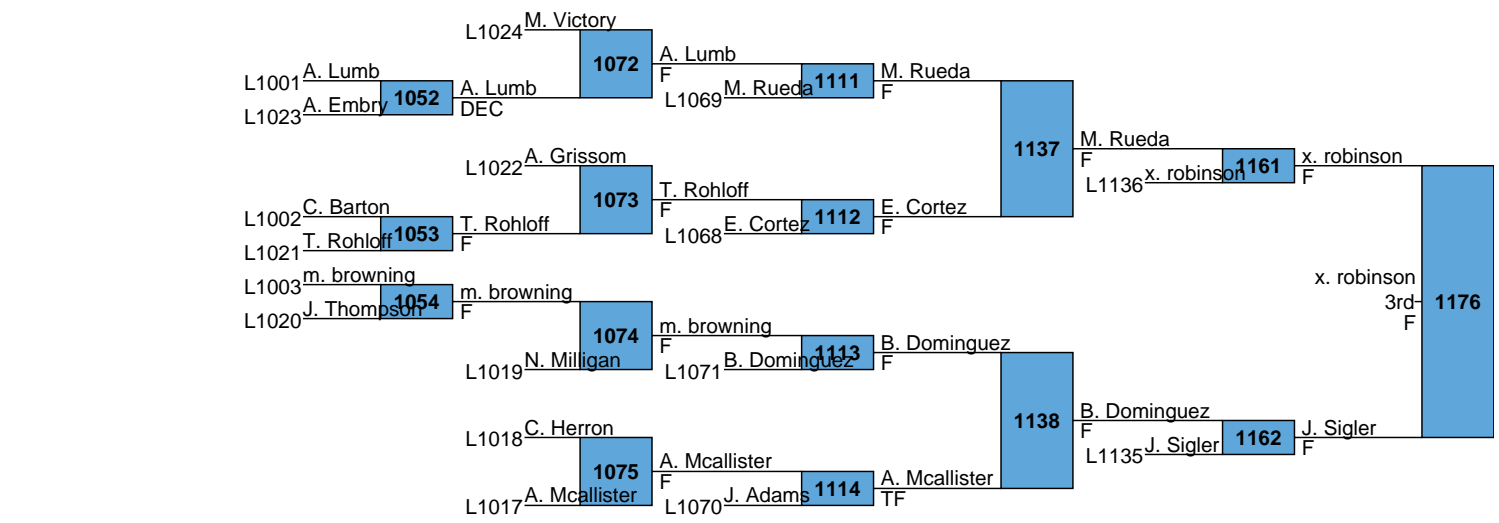 L1024 M. Victory
1072
A. Lumb
F
L1001 A. Lumb
1052
L1023 A. Embry
A. Lumb
DEC
L1069 M. Rueda
1111
M. Rueda
F
1137
L1022 A. Grissom
1073
T. Rohloff
F
L1002 C. Barton
1053
L1021 T. Rohloff
T. Rohloff
F
L1068 E. Cortez
1112
E. Cortez
F
M. Rueda
F
L1136 x. robinson
1161
x. robinson
F
L1003 m. browning
1054
L1020 J. Thompson
m. browning
F
1074
L1019 N. Milligan
m. browning
F
L1071 B. Dominguez
1113
B. Dominguez
F
1138
L1018 C. Herron
1075
L1017 A. Mcallister
A. Mcallister
F
L1070 J. Adams
1114
A. Mcallister
TF
B. Dominguez
F
L1135 J. Sigler
1162
J. Sigler
F
x. robinson
3rd
F
1176